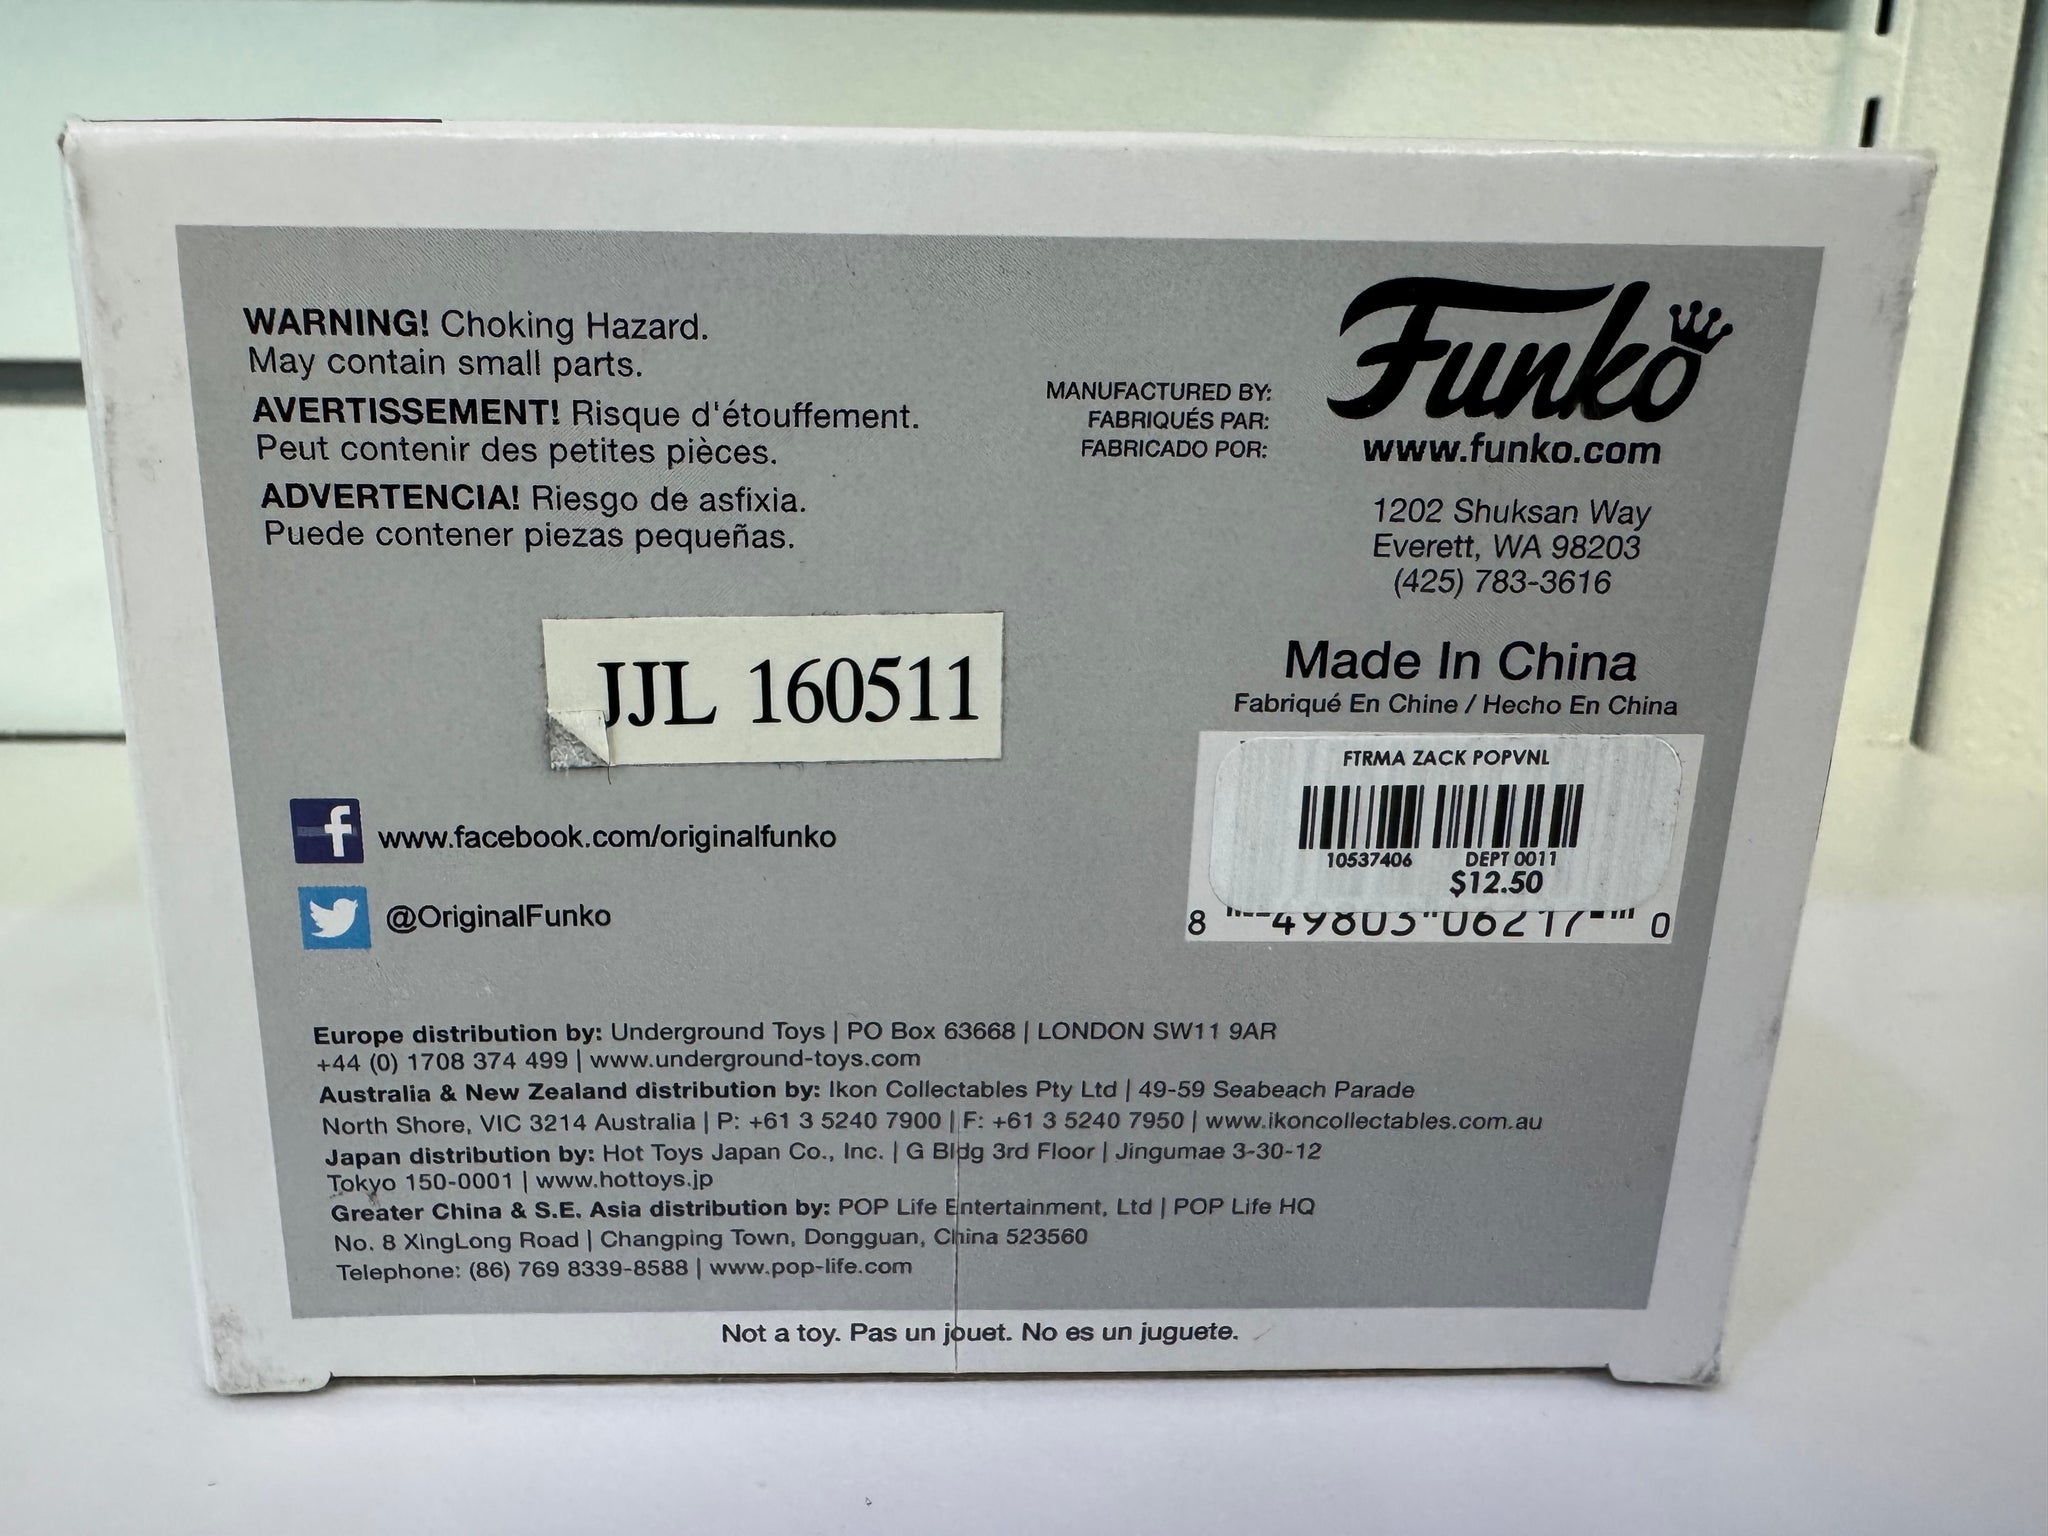 WARNING! Choking Hazard.
May contain small parts.
AVERTISSEMENT! Risque d'étouffement.
Peut contenir des petites pièces.
ADVERTENCIA! Riesgo de asfixia.
Puede contener piezas pequeñas.
MANUFACTURED BY:
FABRIQUÉS PAR:
FABRICADO POR:
Funko
www.funko.com
1202 Shuksan Way
Everett, WA 98203
(425) 783-3616
Made In China
Fabriqué En Chine / Hecho En China
JJL 160511
FTRMA ZACK POPVNL
10537406 DEPT 0011
$12.50
8 49803 06217 0
f www.facebook.com/originalfunko
@OriginalFunko
Europe distribution by: Underground Toys | PO Box 63668 | LONDON SW11 9AR
+44 (0) 1708 374 499 | www.underground-toys.com
Australia & New Zealand distribution by: Ikon Collectables Pty Ltd | 49-59 Seabeach Parade
North Shore, VIC 3214 Australia | P: +61 3 5240 7900 | F: +61 3 5240 7950 | www.ikoncollectables.com.au
Japan distribution by: Hot Toys Japan Co., Inc. | G Bldg 3rd Floor | Jingumae 3-30-12
Tokyo 150-0001 | www.hottoys.jp
Greater China & S.E. Asia distribution by: POP Life Entertainment, Ltd | POP Life HQ
No. 8 XingLong Road | Changping Town, Dongguan, China 523560
Telephone: (86) 769 8339-8588 | www.pop-life.com
Not a toy. Pas un jouet. No es un juguete.